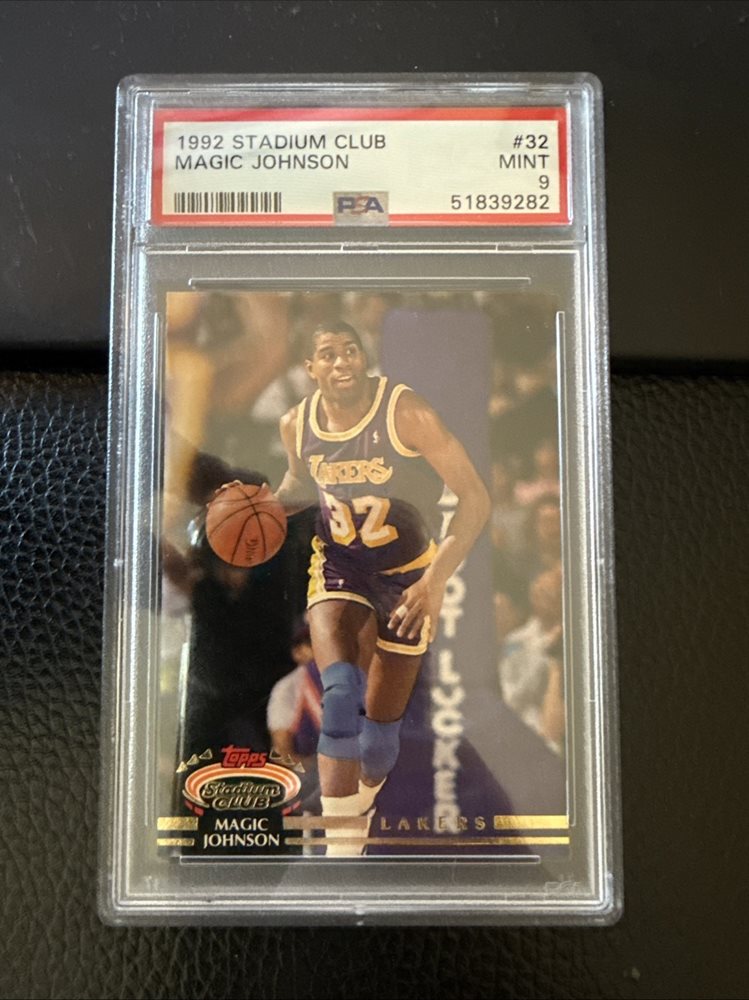 1992 STADIUM CLUB #32
MAGIC JOHNSON MINT
9
PSA 51839282
LAKERS
32
Topps
Stadium
CLUB
MAGIC
JOHNSON
LAKERS